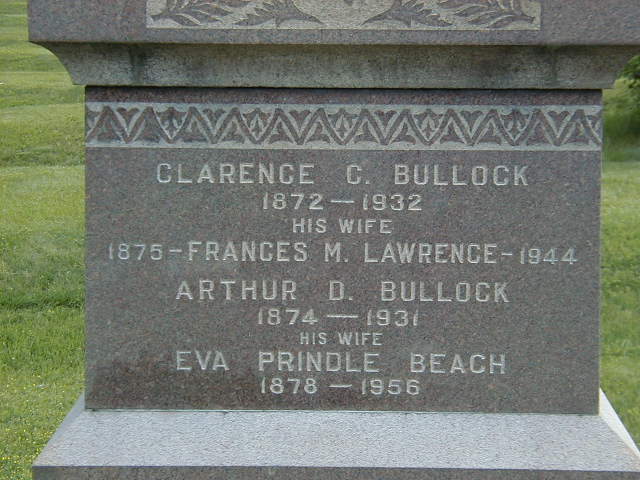 CLARENCE C. BULLOCK
1872 — 1932
HIS WIFE
1875 - FRANCES M. LAWRENCE - 1944
ARTHUR D. BULLOCK
1874 — 1931
HIS WIFE
EVA PRINDLE BEACH
1878 — 1956